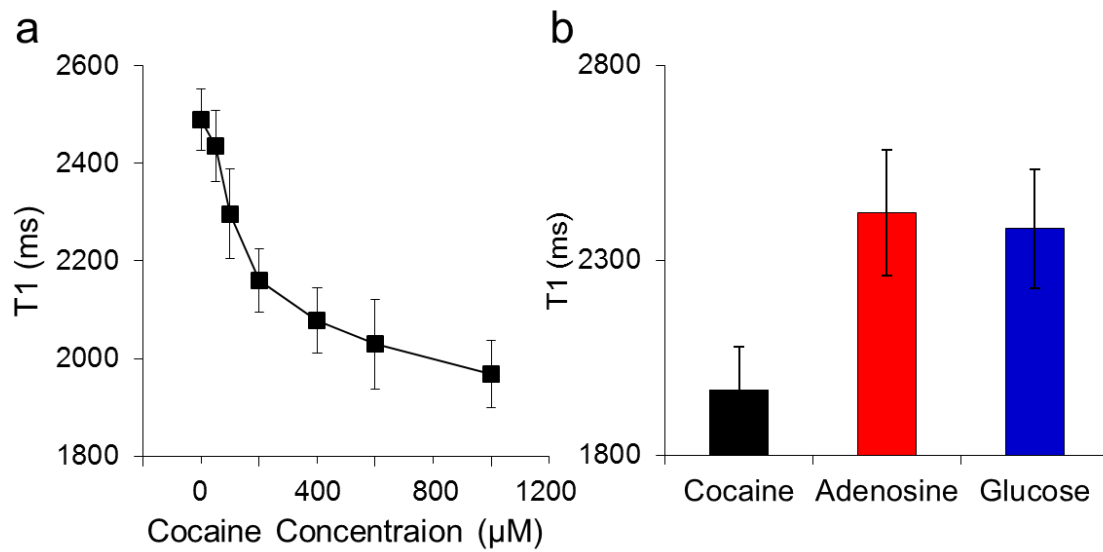 a
2600
2400
2200
2000
1800
T1 (ms)
0 400 800 1200
Cocaine Concentraion (µM)
b
2800
2300
1800
T1 (ms)
Cocaine Adenosine Glucose